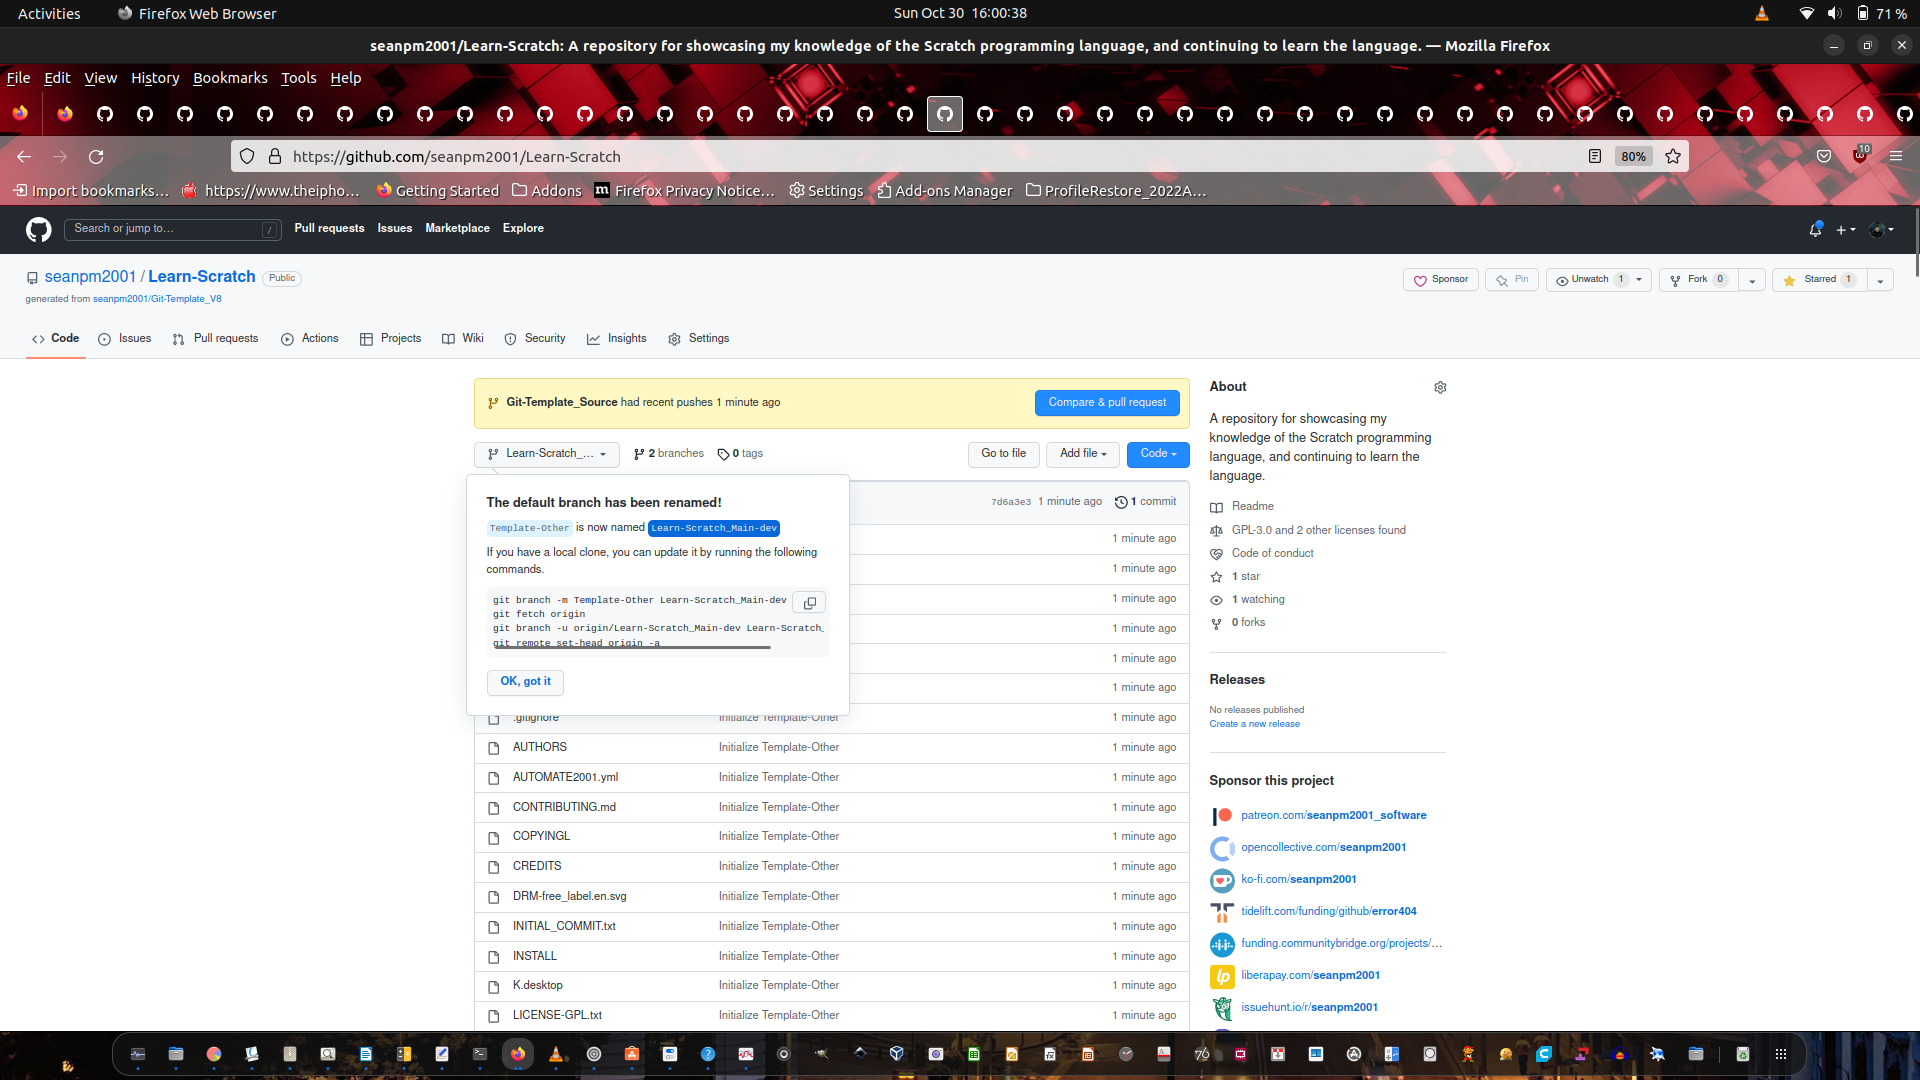 Activities
Firefox Web Browser
Sun Oct 30 16:00:38
71 %
seanpm2001/Learn-Scratch: A repository for showcasing my knowledge of the Scratch programming language, and continuing to learn the language. — Mozilla Firefox
File Edit View History Bookmarks Tools Help
https://github.com/seanpm2001/Learn-Scratch
80%
10
Import bookmarks…
https://www.theipho…
Getting Started
Addons
Firefox Privacy Notice…
Settings
Add-ons Manager
ProfileRestore_2022A…
Search or jump to…
/
Pull requests Issues Marketplace Explore
seanpm2001 / Learn-Scratch Public
generated from seanpm2001/Git-Template_V8
Sponsor
Pin
Unwatch 1
Fork 0
Starred 1
Code
Issues
Pull requests
Actions
Projects
Wiki
Security
Insights
Settings
Git-Template_Source had recent pushes 1 minute ago
Compare & pull request
Learn-Scratch_…
2 branches
0 tags
Go to file
Add file
Code
7d6a3e3 1 minute ago 1 commit
The default branch has been renamed!
Template-Other is now named Learn-Scratch_Main-dev
If you have a local clone, you can update it by running the following
commands.
git branch -m Template-Other Learn-Scratch_Main-dev
git fetch origin
git branch -u origin/Learn-Scratch_Main-dev Learn-Scratch_
git remote set-head origin -a
OK, got it
1 minute ago
1 minute ago
1 minute ago
1 minute ago
1 minute ago
1 minute ago
.gitignore Initialize Template-Other 1 minute ago
AUTHORS Initialize Template-Other 1 minute ago
AUTOMATE2001.yml Initialize Template-Other 1 minute ago
CONTRIBUTING.md Initialize Template-Other 1 minute ago
COPYINGL Initialize Template-Other 1 minute ago
CREDITS Initialize Template-Other 1 minute ago
DRM-free_label.en.svg Initialize Template-Other 1 minute ago
INITIAL_COMMIT.txt Initialize Template-Other 1 minute ago
INSTALL Initialize Template-Other 1 minute ago
K.desktop Initialize Template-Other 1 minute ago
LICENSE-GPL.txt Initialize Template-Other 1 minute ago
About
A repository for showcasing my
knowledge of the Scratch programming
language, and continuing to learn the
language.
Readme
GPL-3.0 and 2 other licenses found
Code of conduct
1 star
1 watching
0 forks
Releases
No releases published
Create a new release
Sponsor this project
patreon.com/seanpm2001_software
opencollective.com/seanpm2001
ko-fi.com/seanpm2001
tidelift.com/funding/github/error404
funding.communitybridge.org/projects/…
lp
liberapay.com/seanpm2001
issuehunt.io/r/seanpm2001
76